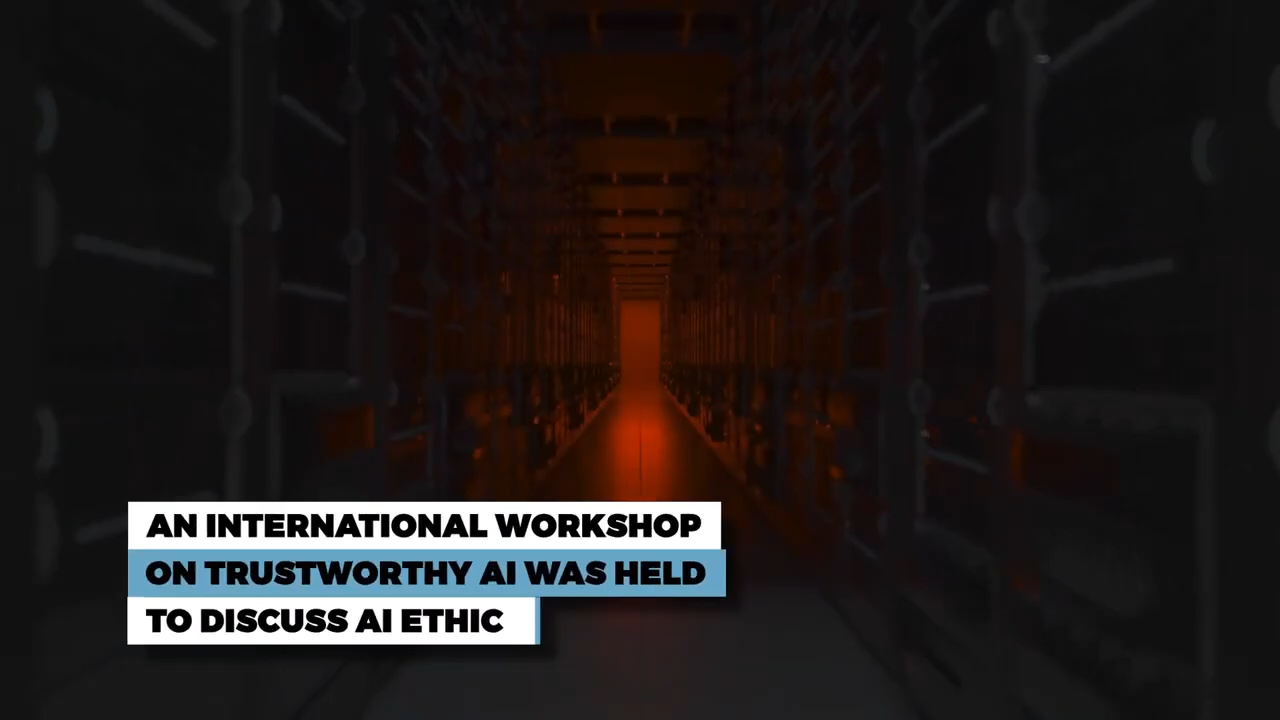 AN INTERNATIONAL WORKSHOP
ON TRUSTWORTHY AI WAS HELD
TO DISCUSS AI ETHIC